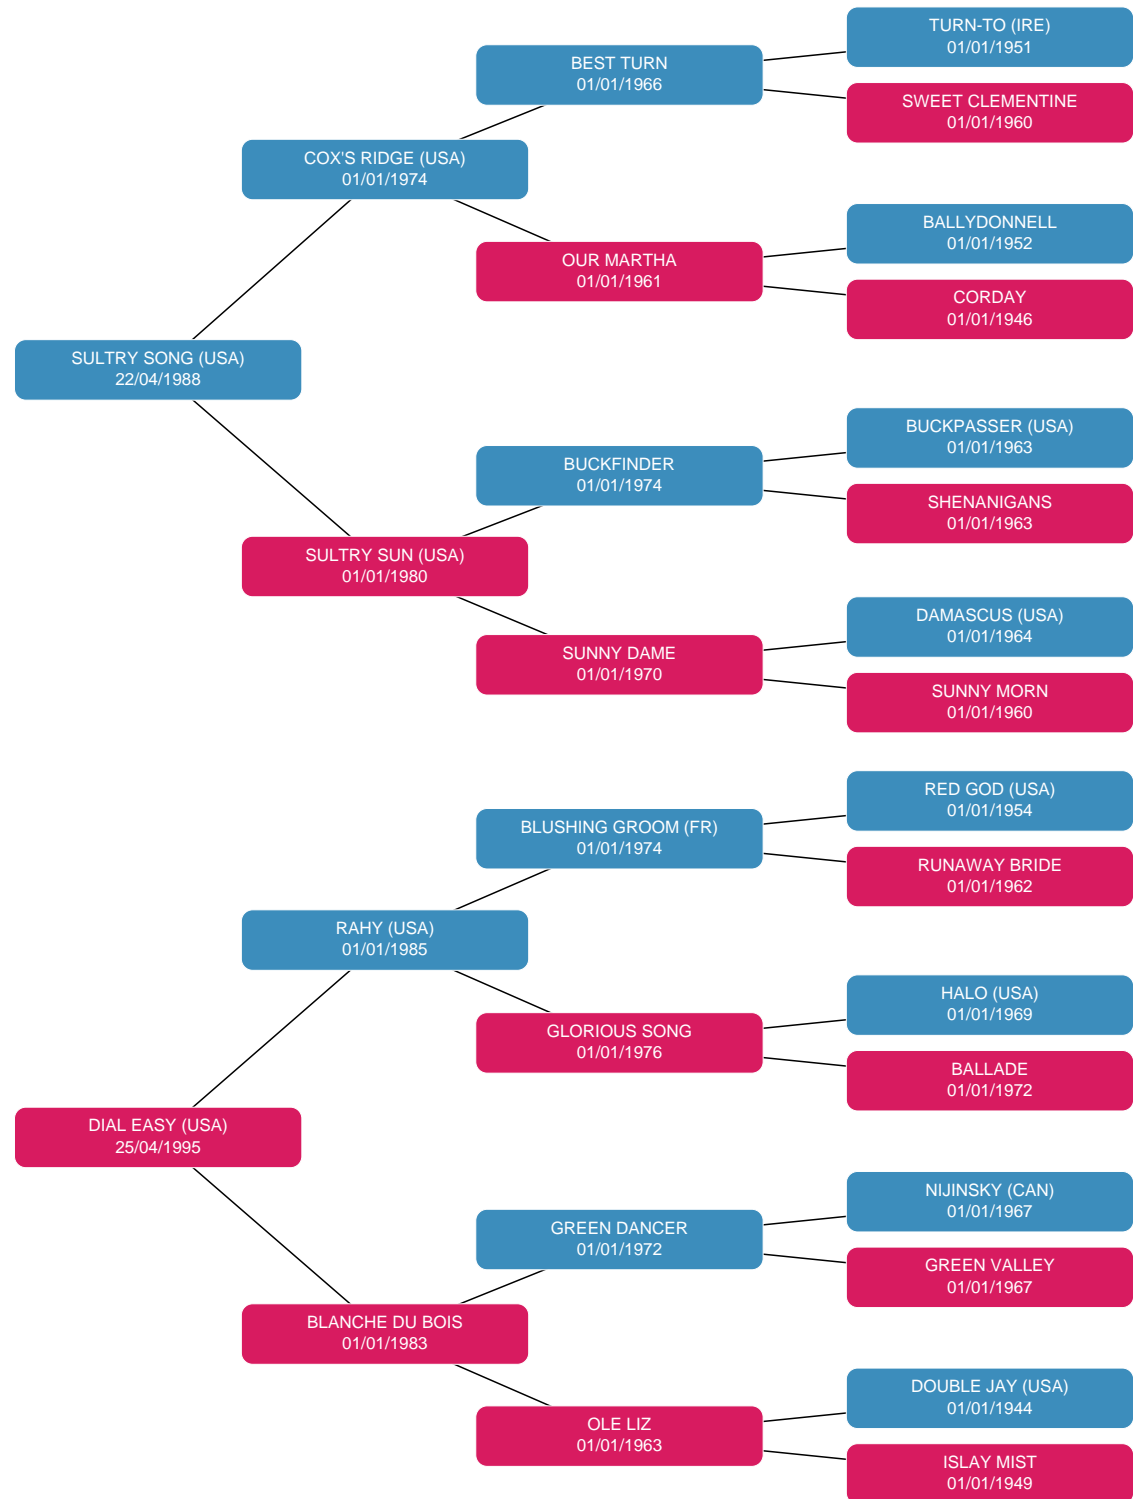 TURN-TO (IRE)
01/01/1951
BEST TURN
01/01/1966
SWEET CLEMENTINE
01/01/1960
COX'S RIDGE (USA)
01/01/1974
BALLYDONNELL
01/01/1952
OUR MARTHA
01/01/1961
CORDAY
01/01/1946
SULTRY SONG (USA)
22/04/1988
BUCKPASSER (USA)
01/01/1963
BUCKFINDER
01/01/1974
SHENANIGANS
01/01/1963
SULTRY SUN (USA)
01/01/1980
DAMASCUS (USA)
01/01/1964
SUNNY DAME
01/01/1970
SUNNY MORN
01/01/1960
RED GOD (USA)
01/01/1954
BLUSHING GROOM (FR)
01/01/1974
RUNAWAY BRIDE
01/01/1962
RAHY (USA)
01/01/1985
HALO (USA)
01/01/1969
GLORIOUS SONG
01/01/1976
BALLADE
01/01/1972
DIAL EASY (USA)
25/04/1995
NIJINSKY (CAN)
01/01/1967
GREEN DANCER
01/01/1972
GREEN VALLEY
01/01/1967
BLANCHE DU BOIS
01/01/1983
DOUBLE JAY (USA)
01/01/1944
OLE LIZ
01/01/1963
ISLAY MIST
01/01/1949